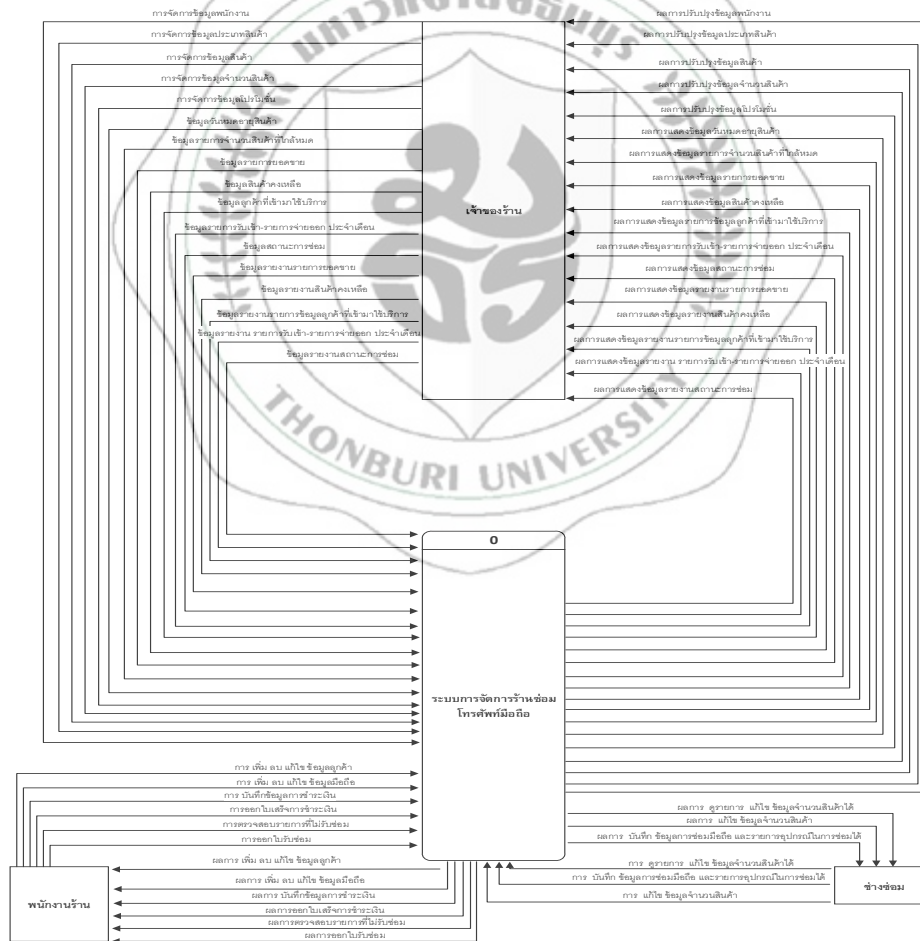 การจัดการข้อมูลพนักงาน
การจัดการข้อมูลประเภทสินค้า
การจัดการข้อมูลสินค้า
การจัดการข้อมูลจำนวนสินค้า
การจัดการข้อมูลโปรโมชั่น
ข้อมูลวันหมดอายุสินค้า
ข้อมูลรายการจำนวนสินค้าที่ใกล้หมด
ข้อมูลรายการยอดขาย
ข้อมูลสินค้าคงเหลือ
ข้อมูลลูกค้าที่เข้ามาใช้บริการ
ข้อมูลรายการรับเข้า-รายการจ่ายออก ประจำเดือน
ข้อมูลสถานะการซ่อม
ข้อมูลรายงานรายการยอดขาย
ข้อมูลรายงานสินค้าคงเหลือ
ข้อมูลรายงานรายการข้อมูลลูกค้าที่เข้ามาใช้บริการ
ข้อมูลรายงาน รายการรับเข้า-รายการจ่ายออก ประจำเดือน
ข้อมูลรายงานสถานะการซ่อม
เจ้าของร้าน
ผลการปรับปรุงข้อมูลพนักงาน
ผลการปรับปรุงข้อมูลประเภทสินค้า
ผลการปรับปรุงข้อมูลสินค้า
ผลการปรับปรุงข้อมูลจำนวนสินค้า
ผลการปรับปรุงข้อมูลโปรโมชั่น
ผลการแสดงข้อมูลวันหมดอายุสินค้า
ผลการแสดงข้อมูลรายการจำนวนสินค้าที่ใกล้หมด
ผลการแสดงข้อมูลรายการยอดขาย
ผลการแสดงข้อมูลสินค้าคงเหลือ
ผลการแสดงข้อมูลรายการข้อมูลลูกค้าที่เข้ามาใช้บริการ
ผลการแสดงข้อมูลรายการรับเข้า-รายการจ่ายออก ประจำเดือน
ผลการแสดงข้อมูลสถานะการซ่อม
ผลการแสดงข้อมูลรายงานรายการยอดขาย
ผลการแสดงข้อมูลรายงานสินค้าคงเหลือ
ผลการแสดงข้อมูลรายงานรายการข้อมูลลูกค้าที่เข้ามาใช้บริการ
ผลการแสดงข้อมูลรายงาน รายการรับเข้า-รายการจ่ายออก ประจำเดือน
ผลการแสดงข้อมูลรายงานสถานะการซ่อม
THONBURI UNIVERSITY
0
ระบบการจัดการร้านซ่อม
โทรศัพท์มือถือ
การ เพิ่ม ลบ แก้ไข ข้อมูลลูกค้า
การ เพิ่ม ลบ แก้ไข ข้อมูลมือถือ
การ บันทึกข้อมูลการชำระเงิน
การออกใบเสร็จการชำระเงิน
การตรวจสอบรายการที่ไม่รับซ่อม
การออกใบรับซ่อม
ผลการ เพิ่ม ลบ แก้ไข ข้อมูลลูกค้า
ผลการ เพิ่ม ลบ แก้ไข ข้อมูลมือถือ
ผลการ บันทึกข้อมูลการชำระเงิน
ผลการออกใบเสร็จการชำระเงิน
ผลการตรวจสอบรายการที่ไม่รับซ่อม
ผลการออกใบรับซ่อม
พนักงานร้าน
ผลการ ดูรายการ แก้ไข ข้อมูลจำนวนสินค้าได้
ผลการ แก้ไข ข้อมูลจำนวนสินค้า
ผลการ บันทึก ข้อมูลการซ่อมมือถือ และรายการอุปกรณ์ในการซ่อมได้
การ ดูรายการ แก้ไข ข้อมูลจำนวนสินค้าได้
การ บันทึก ข้อมูลการซ่อมมือถือ และรายการอุปกรณ์ในการซ่อมได้
การ แก้ไข ข้อมูลจำนวนสินค้า
ช่างซ่อม